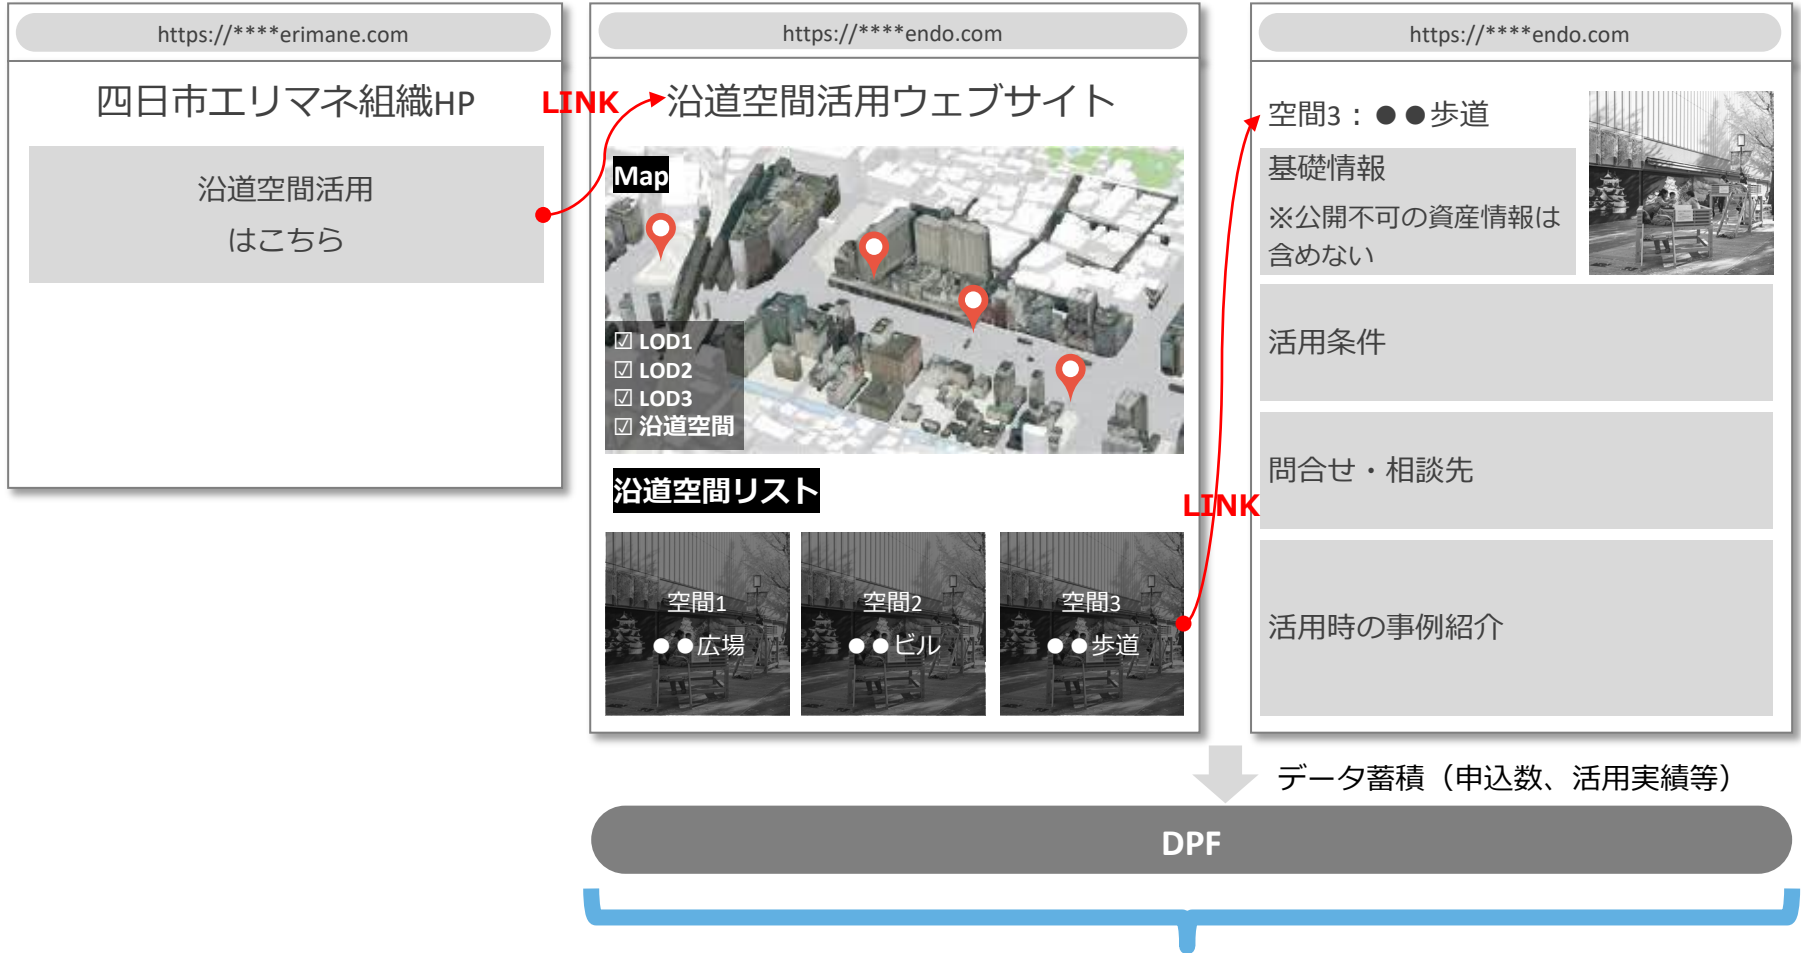 https://****erimane.com
四日市エリマネ組織HP
沿道空間活用
はこちら
LINK
https://****endo.com
沿道空間活用ウェブサイト
Map
☑ LOD1
☑ LOD2
☑ LOD3
☑ 沿道空間
沿道空間リスト
空間1
●●広場
空間2
●●ビル
空間3
●●歩道
LINK
https://****endo.com
空間3：●●歩道
基礎情報
※公開不可の資産情報は
含めない
活用条件
問合せ・相談先
活用時の事例紹介
データ蓄積（申込数、活用実績等）
DPF